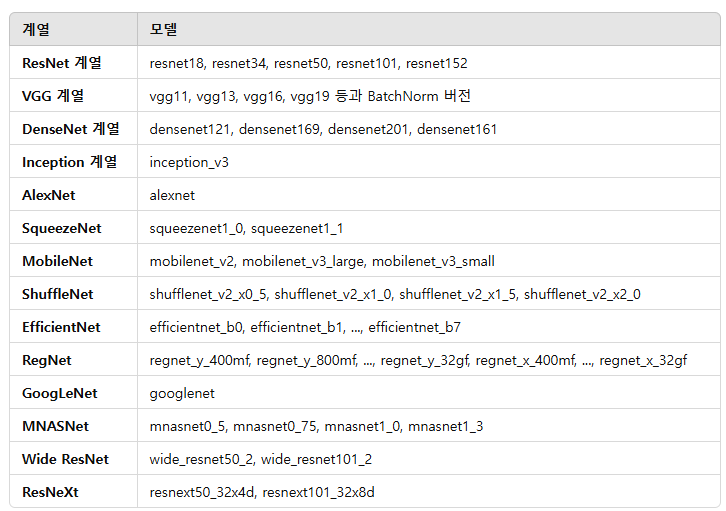 계열 모델
ResNet 계열 resnet18, resnet34, resnet50, resnet101, resnet152
VGG 계열 vgg11, vgg13, vgg16, vgg19 등과 BatchNorm 버전
DenseNet 계열 densenet121, densenet169, densenet201, densenet161
Inception 계열 inception_v3
AlexNet alexnet
SqueezeNet squeezenet1_0, squeezenet1_1
MobileNet mobilenet_v2, mobilenet_v3_large, mobilenet_v3_small
ShuffleNet shufflenet_v2_x0_5, shufflenet_v2_x1_0, shufflenet_v2_x1_5, shufflenet_v2_x2_0
EfficientNet efficientnet_b0, efficientnet_b1, ..., efficientnet_b7
RegNet regnet_y_400mf, regnet_y_800mf, ..., regnet_y_32gf, regnet_x_400mf, ..., regnet_x_32gf
GoogLeNet googlenet
MNASNet mnasnet0_5, mnasnet0_75, mnasnet1_0, mnasnet1_3
Wide ResNet wide_resnet50_2, wide_resnet101_2
ResNeXt resnext50_32x4d, resnext101_32x8d